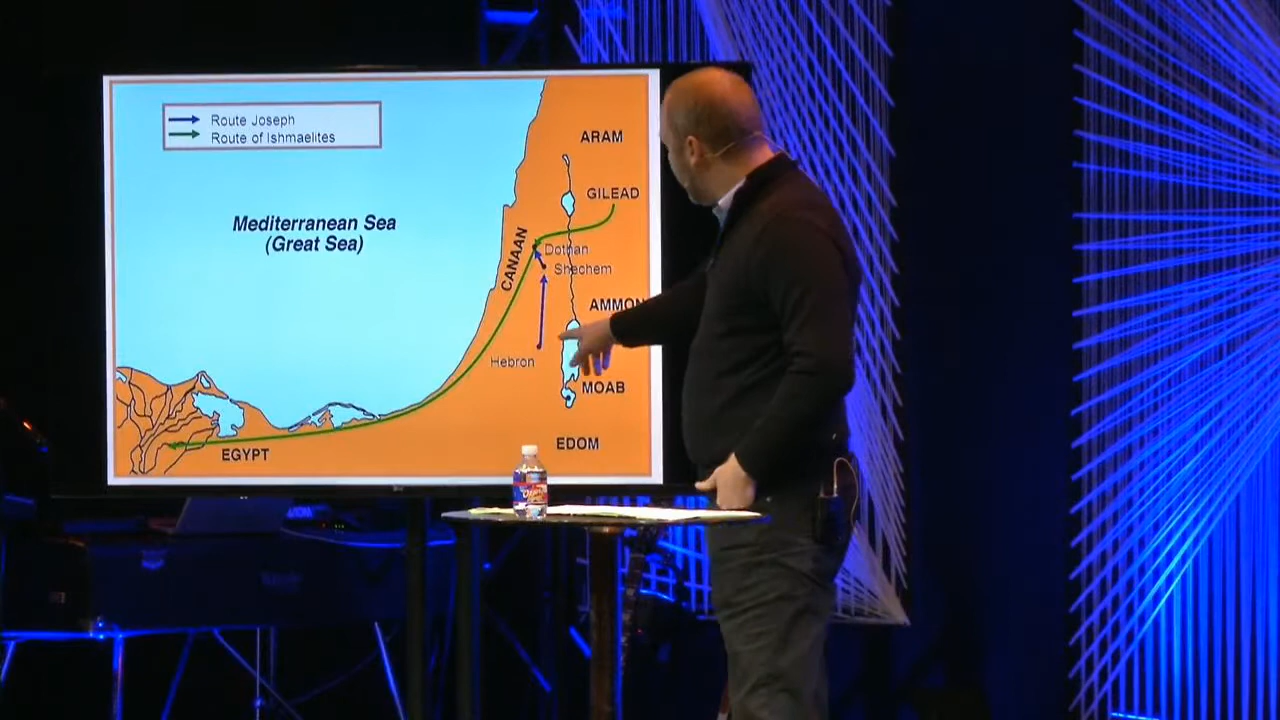 Route Joseph
Route of Ishmaelites
ARAM
GILEAD
Mediterranean Sea
(Great Sea)
CANAAN
Dothan
Shechem
AMMON
Hebron
MOAB
EDOM
EGYPT